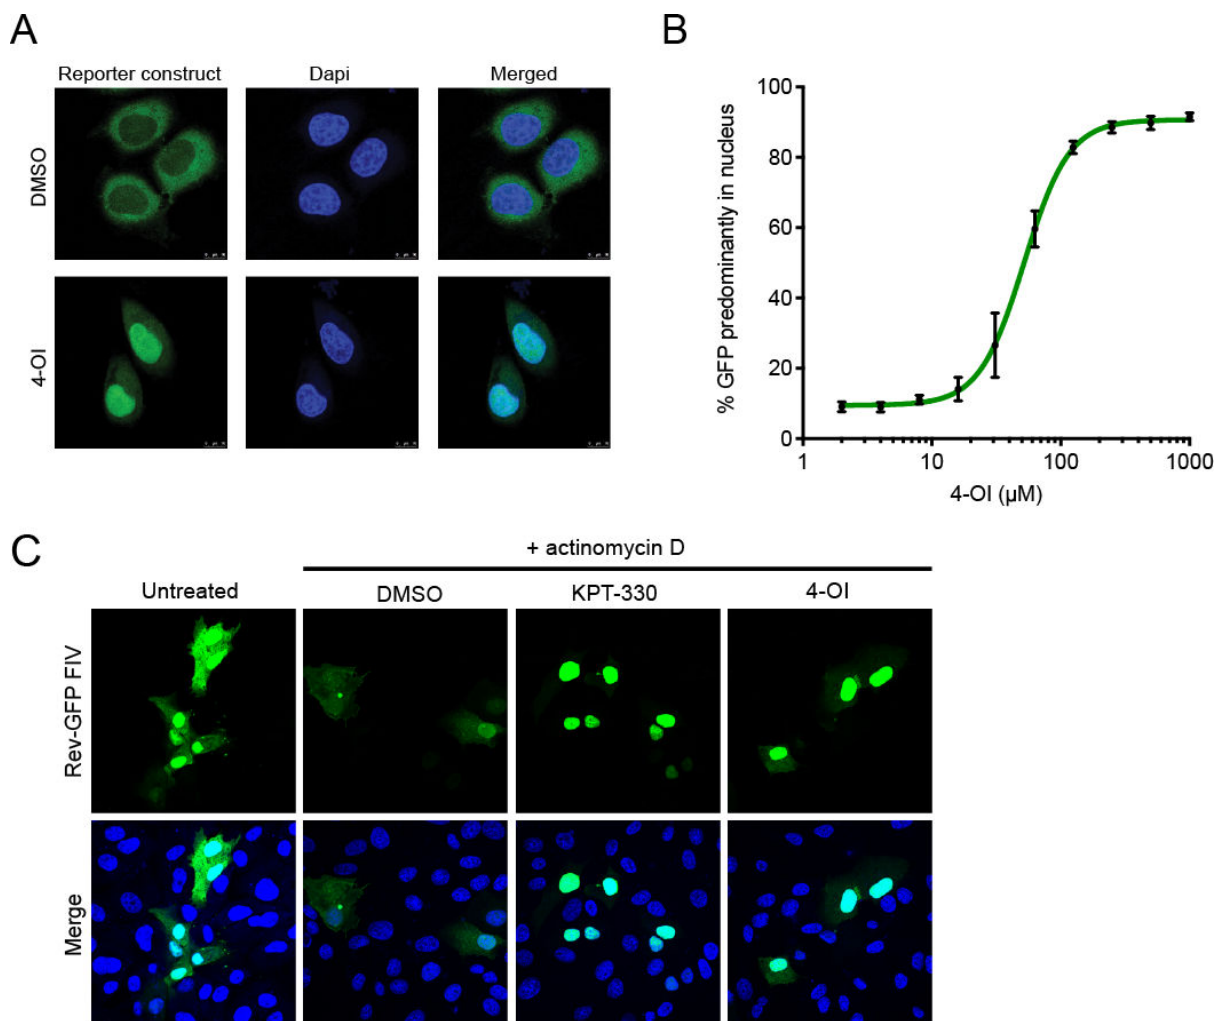 A
Reporter construct
Dapi
Merged
DMSO
4-OI
B
% GFP predominantly in nucleus
100
80
60
40
20
0
1
10
100
1000
4-OI (µM)
C
+ actinomycin D
Untreated
DMSO
KPT-330
4-OI
Rev-GFP FIV
Merge